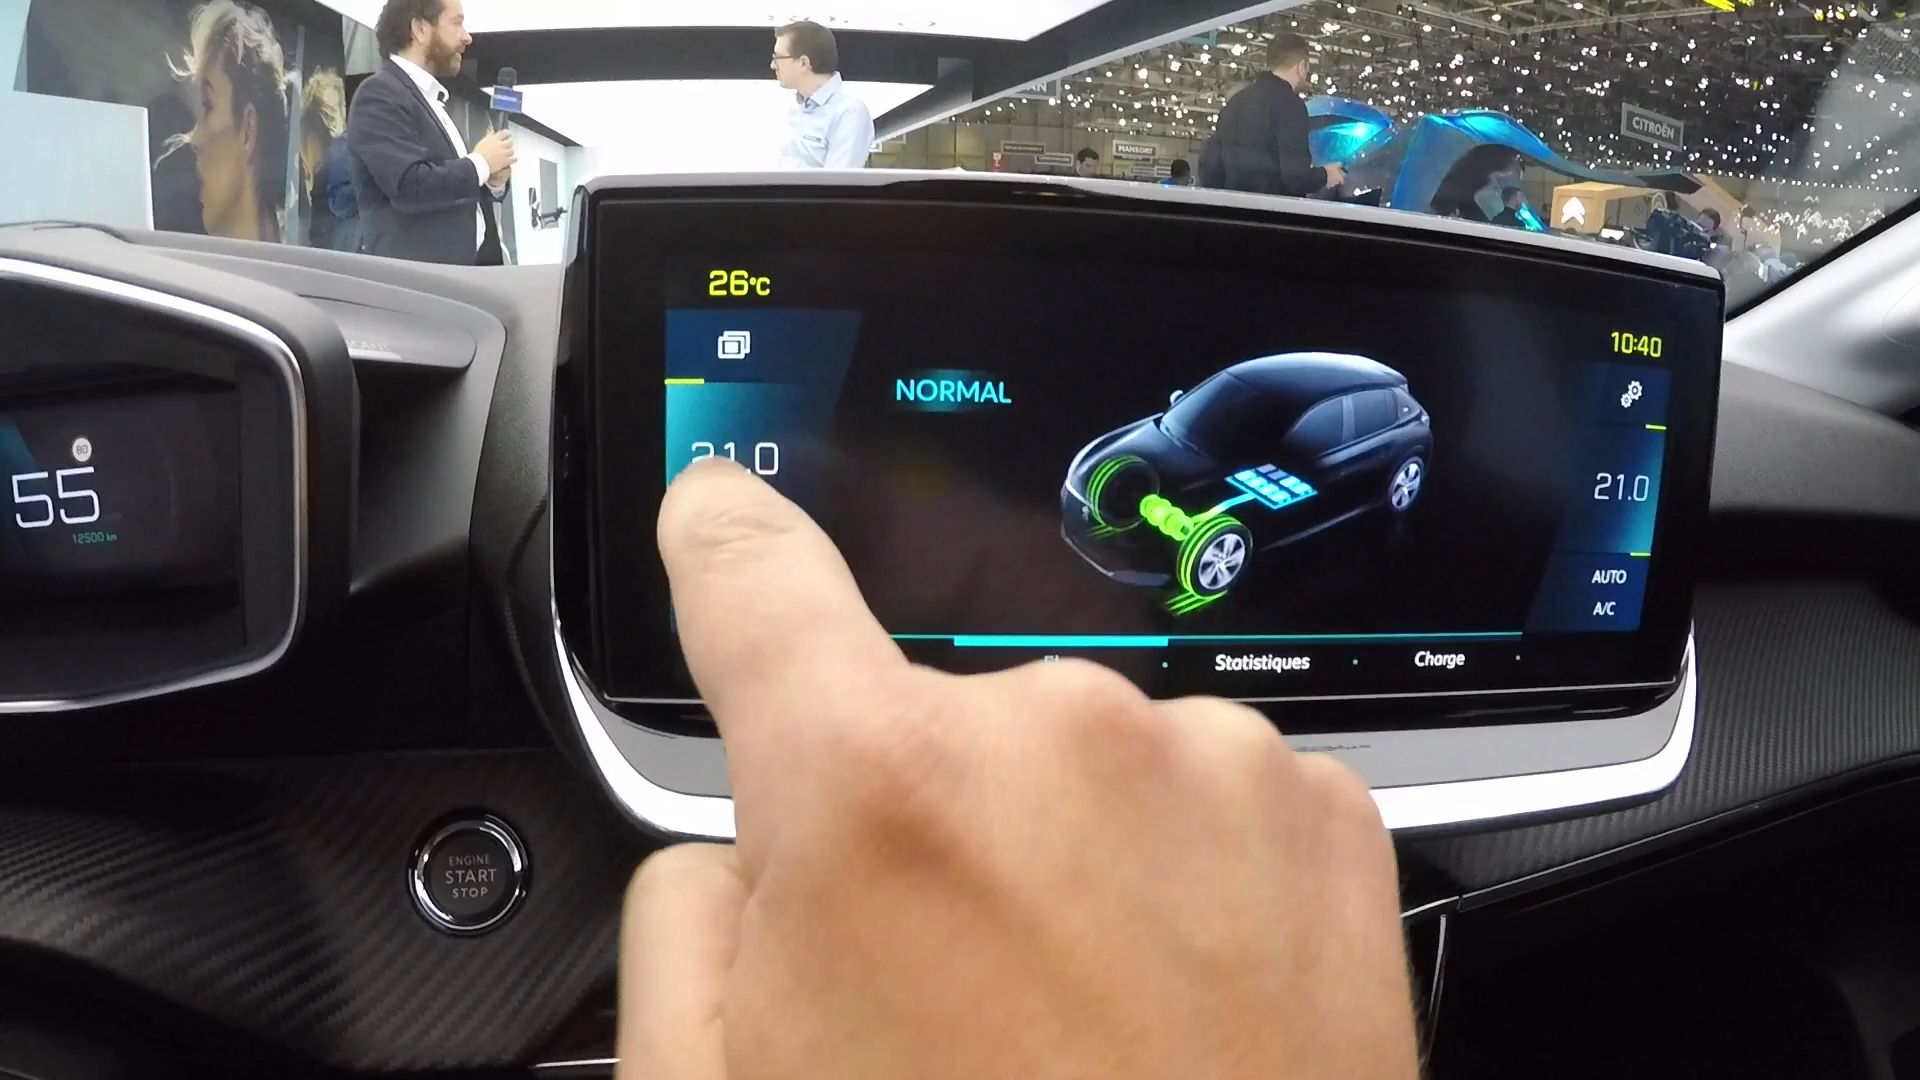 CITROËN
MANSORY
26°C
10:40
NORMAL
21.0
21.0
AUTO
A/C
Statistiques
Charge
80
55
12500 km
ENGINE
START
STOP